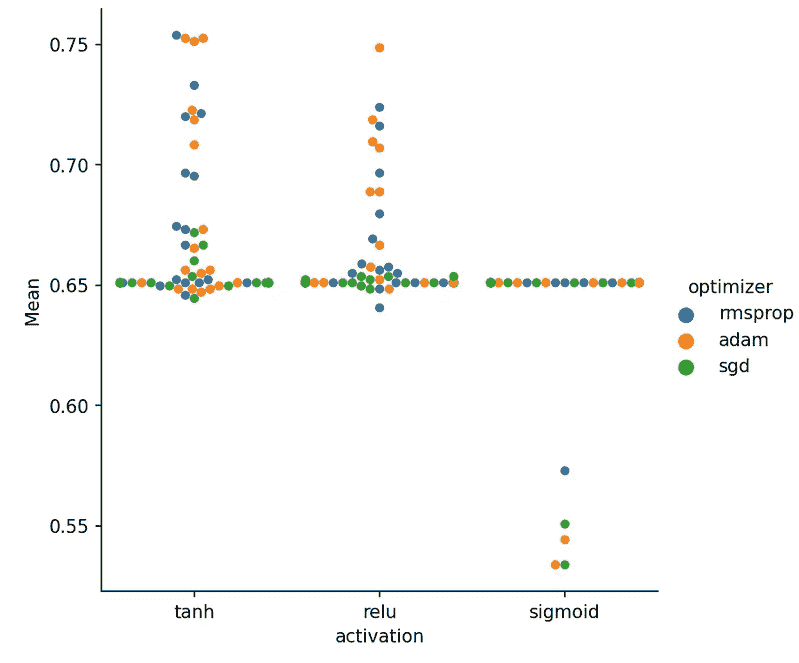 0.75
0.70
0.65
0.60
0.55
Mean
tanh
relu
sigmoid
activation
optimizer
rmsprop
adam
sgd